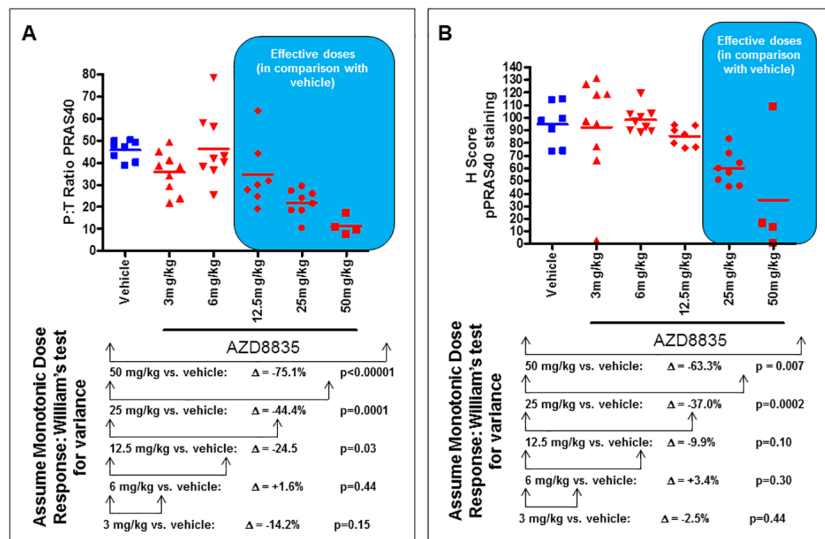 A
Effective doses
(in comparison with
vehicle)
P:T Ratio PRAS40
80
70
60
50
40
30
20
10
0
Vehicle
3mg/kg
6mg/kg
12.5mg/kg
25mg/kg
50mg/kg
AZD8835
Assume Monotonic Dose
Response: William's test
for variance
50 mg/kg vs. vehicle: Δ = -75.1% p<0.00001
25 mg/kg vs. vehicle: Δ = -44.4% p=0.0001
12.5 mg/kg vs. vehicle: Δ = -24.5 p=0.03
6 mg/kg vs. vehicle: Δ = +1.6% p=0.44
3 mg/kg vs. vehicle: Δ = -14.2% p=0.15
B
Effective doses
(in comparison
with vehicle)
H Score
pPRAS40 staining
140
130
120
110
100
90
80
70
60
50
40
30
20
10
0
Vehicle
3mg/kg
6mg/kg
12.5mg/kg
25mg/kg
50mg/kg
AZD8835
Assume Monotonic Dose
Response: William's test
for variance
50 mg/kg vs. vehicle: Δ = -63.3% p = 0.007
25 mg/kg vs. vehicle: Δ = -37.0% p=0.0002
12.5 mg/kg vs. vehicle: Δ = -9.9% p=0.10
6 mg/kg vs. vehicle: Δ = +3.4% p=0.30
3 mg/kg vs. vehicle: Δ = -2.5% p=0.44